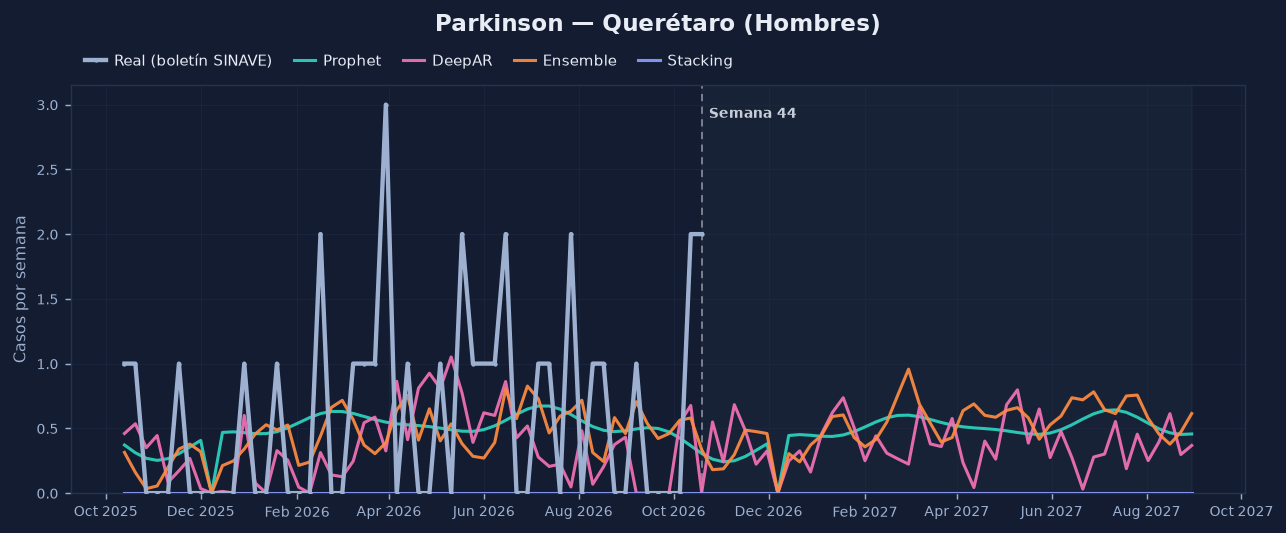 Parkinson — Querétaro (Hombres)
Real (boletín SINAVE) Prophet DeepAR Ensemble Stacking
Semana 44
Casos por semana
3.0
2.5
2.0
1.5
1.0
0.5
0.0
Oct 2025 Dec 2025 Feb 2026 Apr 2026 Jun 2026 Aug 2026 Oct 2026 Dec 2026 Feb 2027 Apr 2027 Jun 2027 Aug 2027 Oct 2027